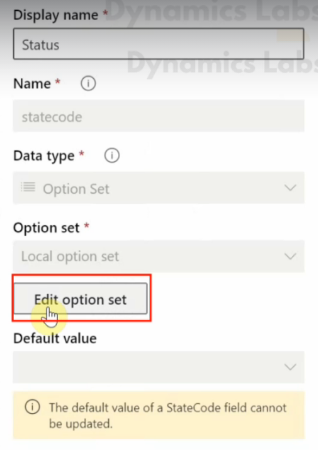 Dynamics Labs
Display name *
Status
Dynamics Labs
Name *
statecode
Data type *
Option Set
Option set *
Local option set
Edit option set
Default value
The default value of a StateCode field cannot
be updated.